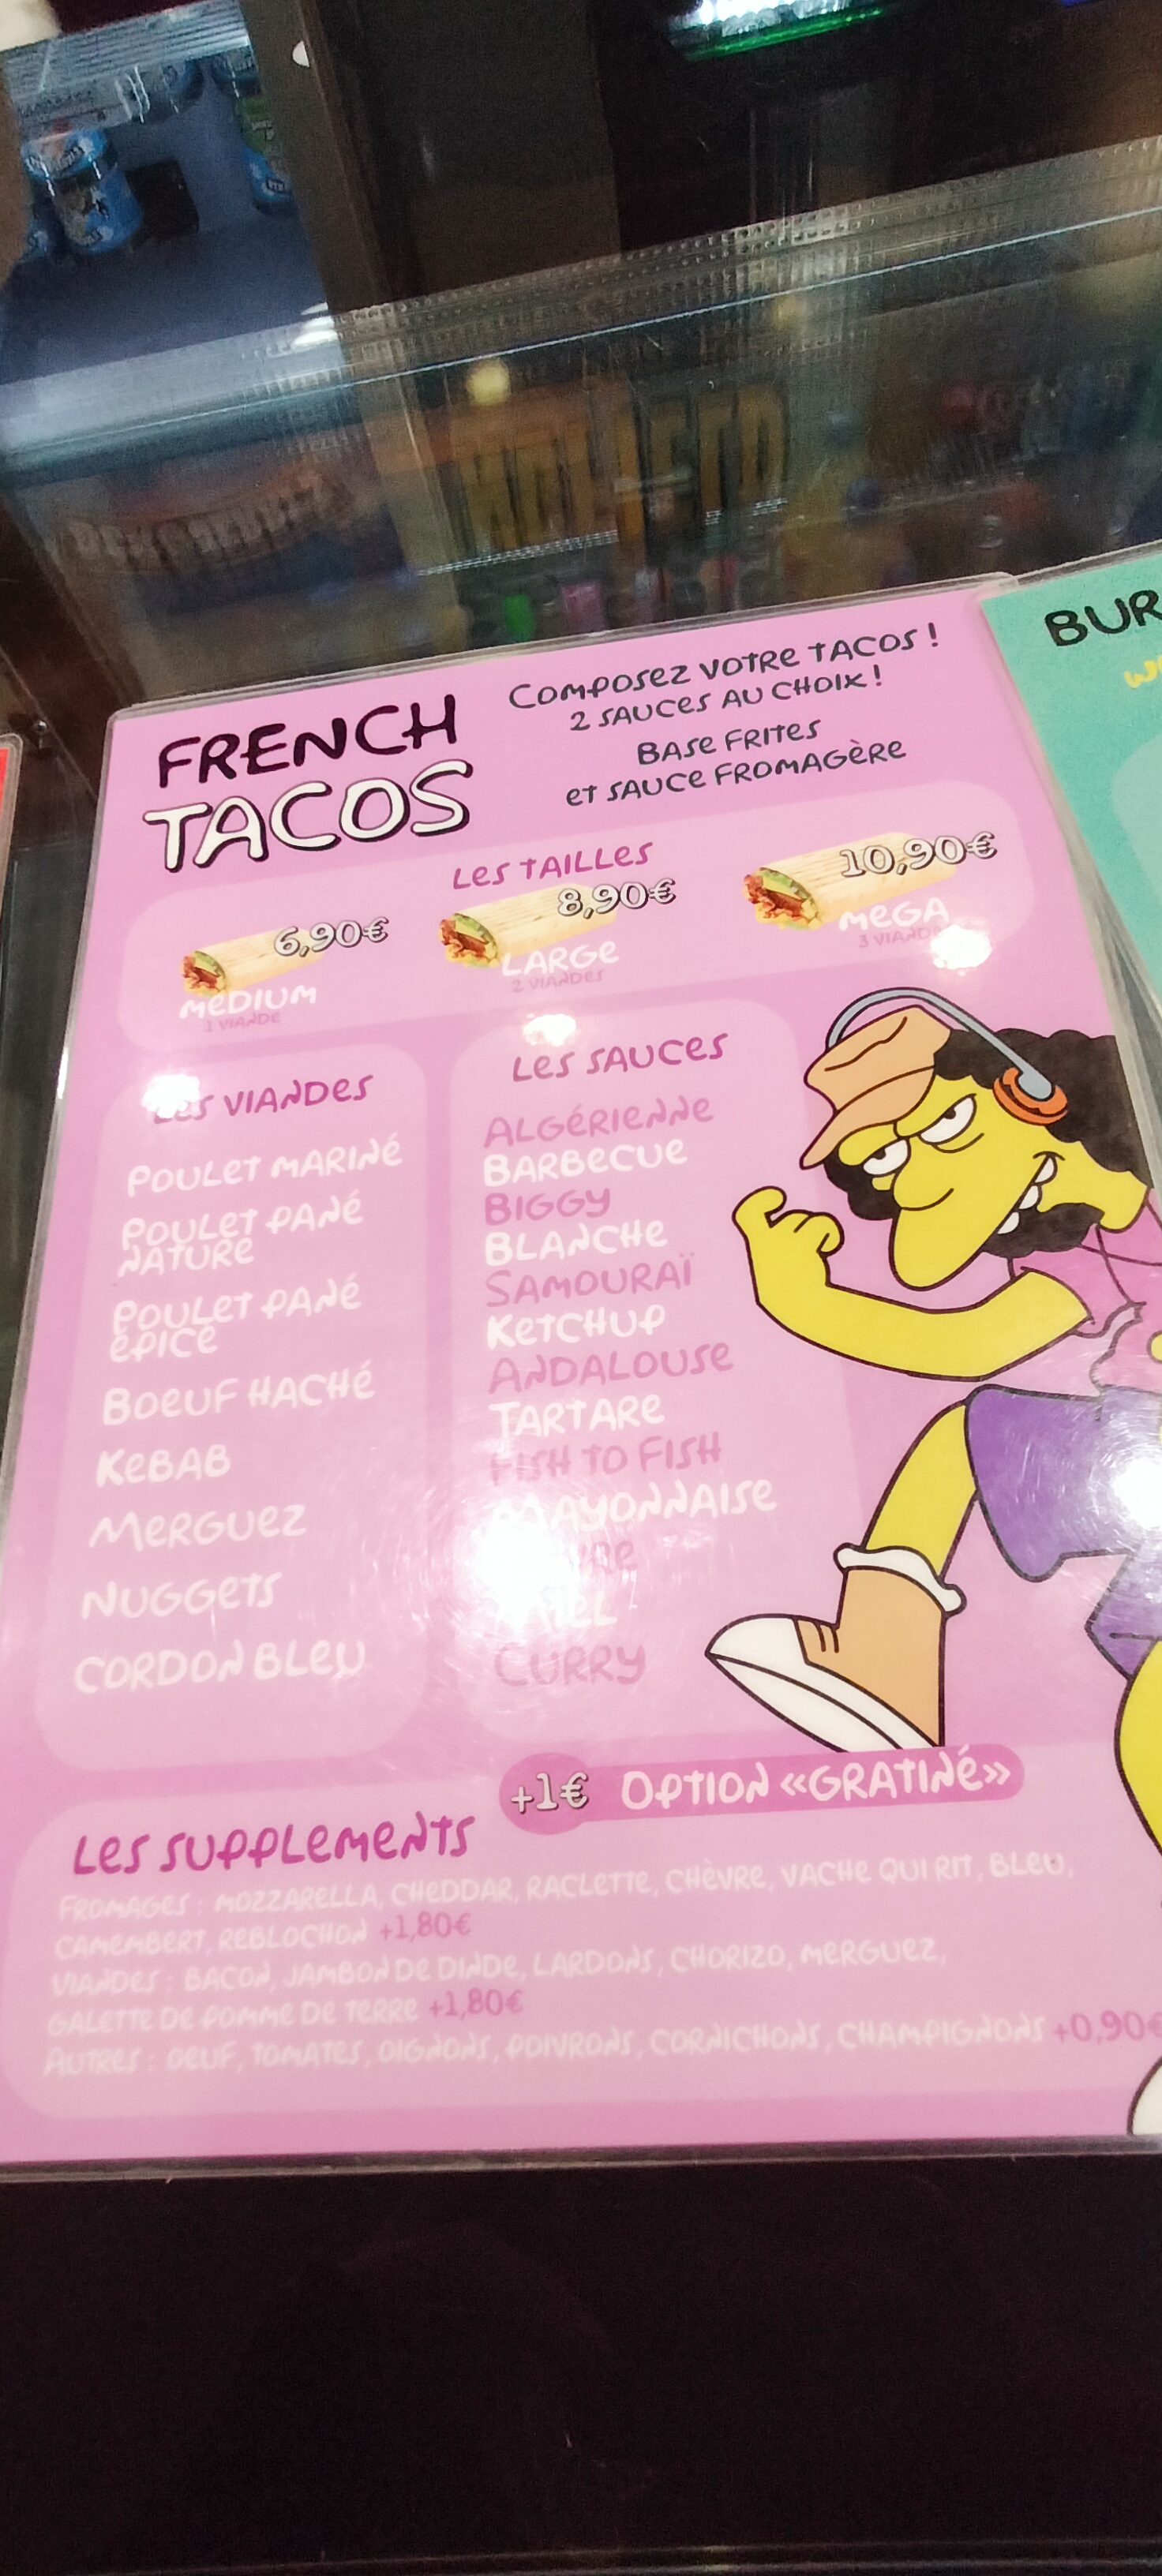 FRENCH
TACOS
COMPOSEZ VOTRE TACOS !
2 SAUCES AU CHOIX !
BASE FRITES
ET SAUCE FROMAGÈRE
LES TAILLES
6,90€
MEDIUM
1 VIANDE
8,90€
LARGE
2 VIANDES
10,90€
MEGA
3
LES VIANDES
POULET MARINÉ
POULET PANÉ
NATURE
POULET PANÉ
ÉPICÉ
BOEUF HACHÉ
KEBAB
MERGUEZ
NUGGETS
CORDON BLEU
LES SAUCES
ALGÉRIENNE
BARBECUE
BIGGY
BLANCHE
SAMOURAÏ
KETCHUP
ANDALOUSE
TARTARE
FISH TO FISH
MAYONNAISE
CURRY
+1€ OPTION «GRATINÉ»
LES SUPPLEMENTS
FROMAGES : MOZZARELLA, CHEDDAR, RACLETTE, CHÈVRE, VACHE QUI RIT, BLEU,
CAMEMBERT, REBLOCHON +1,80€
VIANDES : BACON, JAMBON DE DINDE, LARDONS, CHORIZO, MERGUEZ,
GALETTE DE POMME DE TERRE +1,80€
AUTRES : OEUF, TOMATES, OIGNONS, POIVRONS, CORNICHONS, CHAMPIGNONS +0,90€
BUR